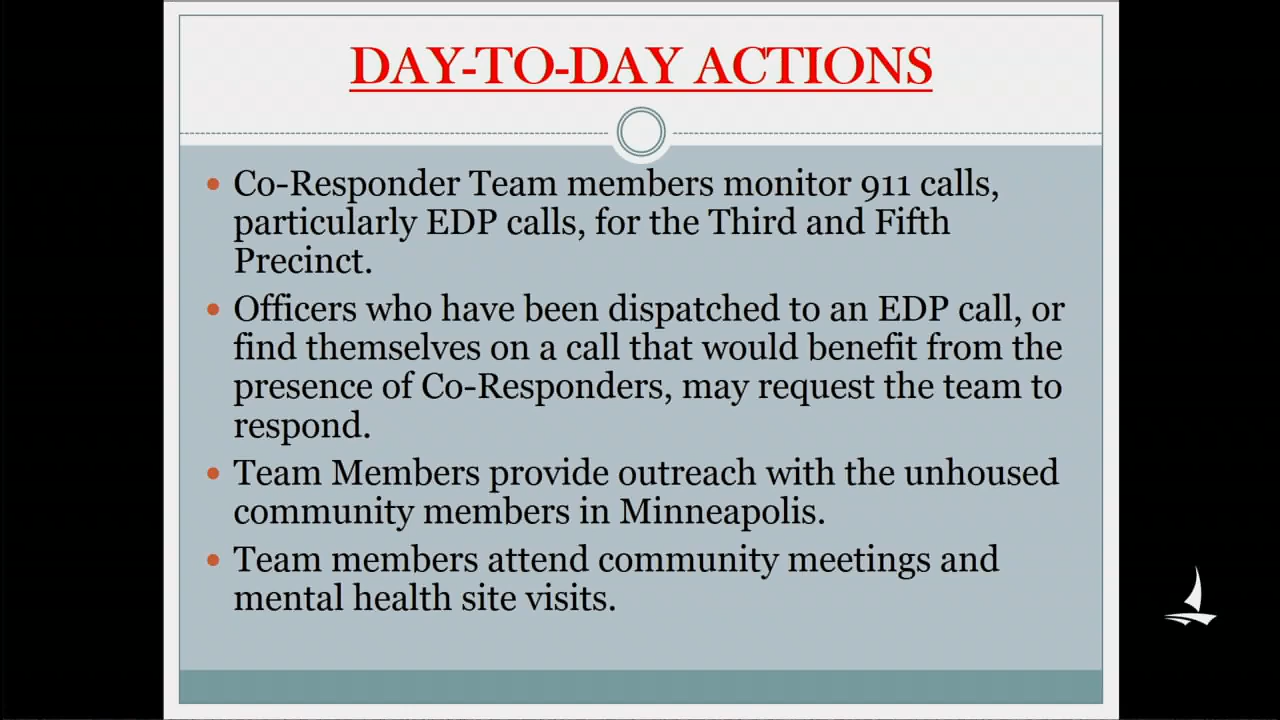 DAY-TO-DAY ACTIONS
Co-Responder Team members monitor 911 calls,
particularly EDP calls, for the Third and Fifth
Precinct.
Officers who have been dispatched to an EDP call, or
find themselves on a call that would benefit from the
presence of Co-Responders, may request the team to
respond.
Team Members provide outreach with the unhoused
community members in Minneapolis.
Team members attend community meetings and
mental health site visits.